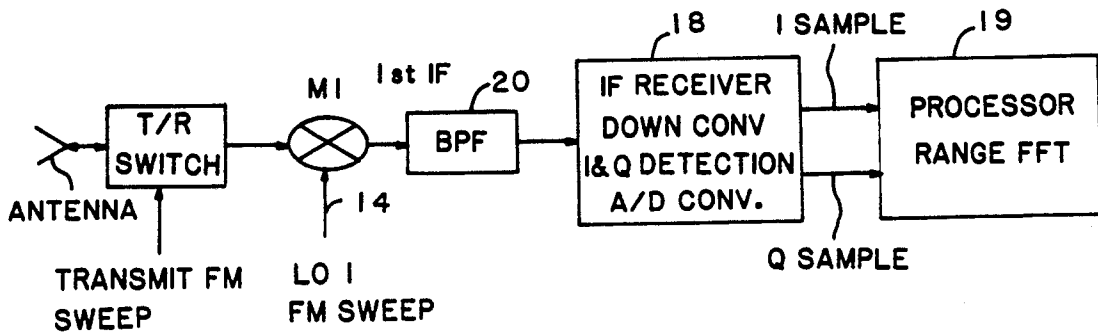 18
I SAMPLE
19
1st IF
20
M1
T/R
SWITCH
BPF
IF RECEIVER
DOWN CONV
I&Q DETECTION
A/D CONV.
PROCESSOR
RANGE FFT
ANTENNA
14
TRANSMIT FM
SWEEP
LO 1
FM SWEEP
Q SAMPLE